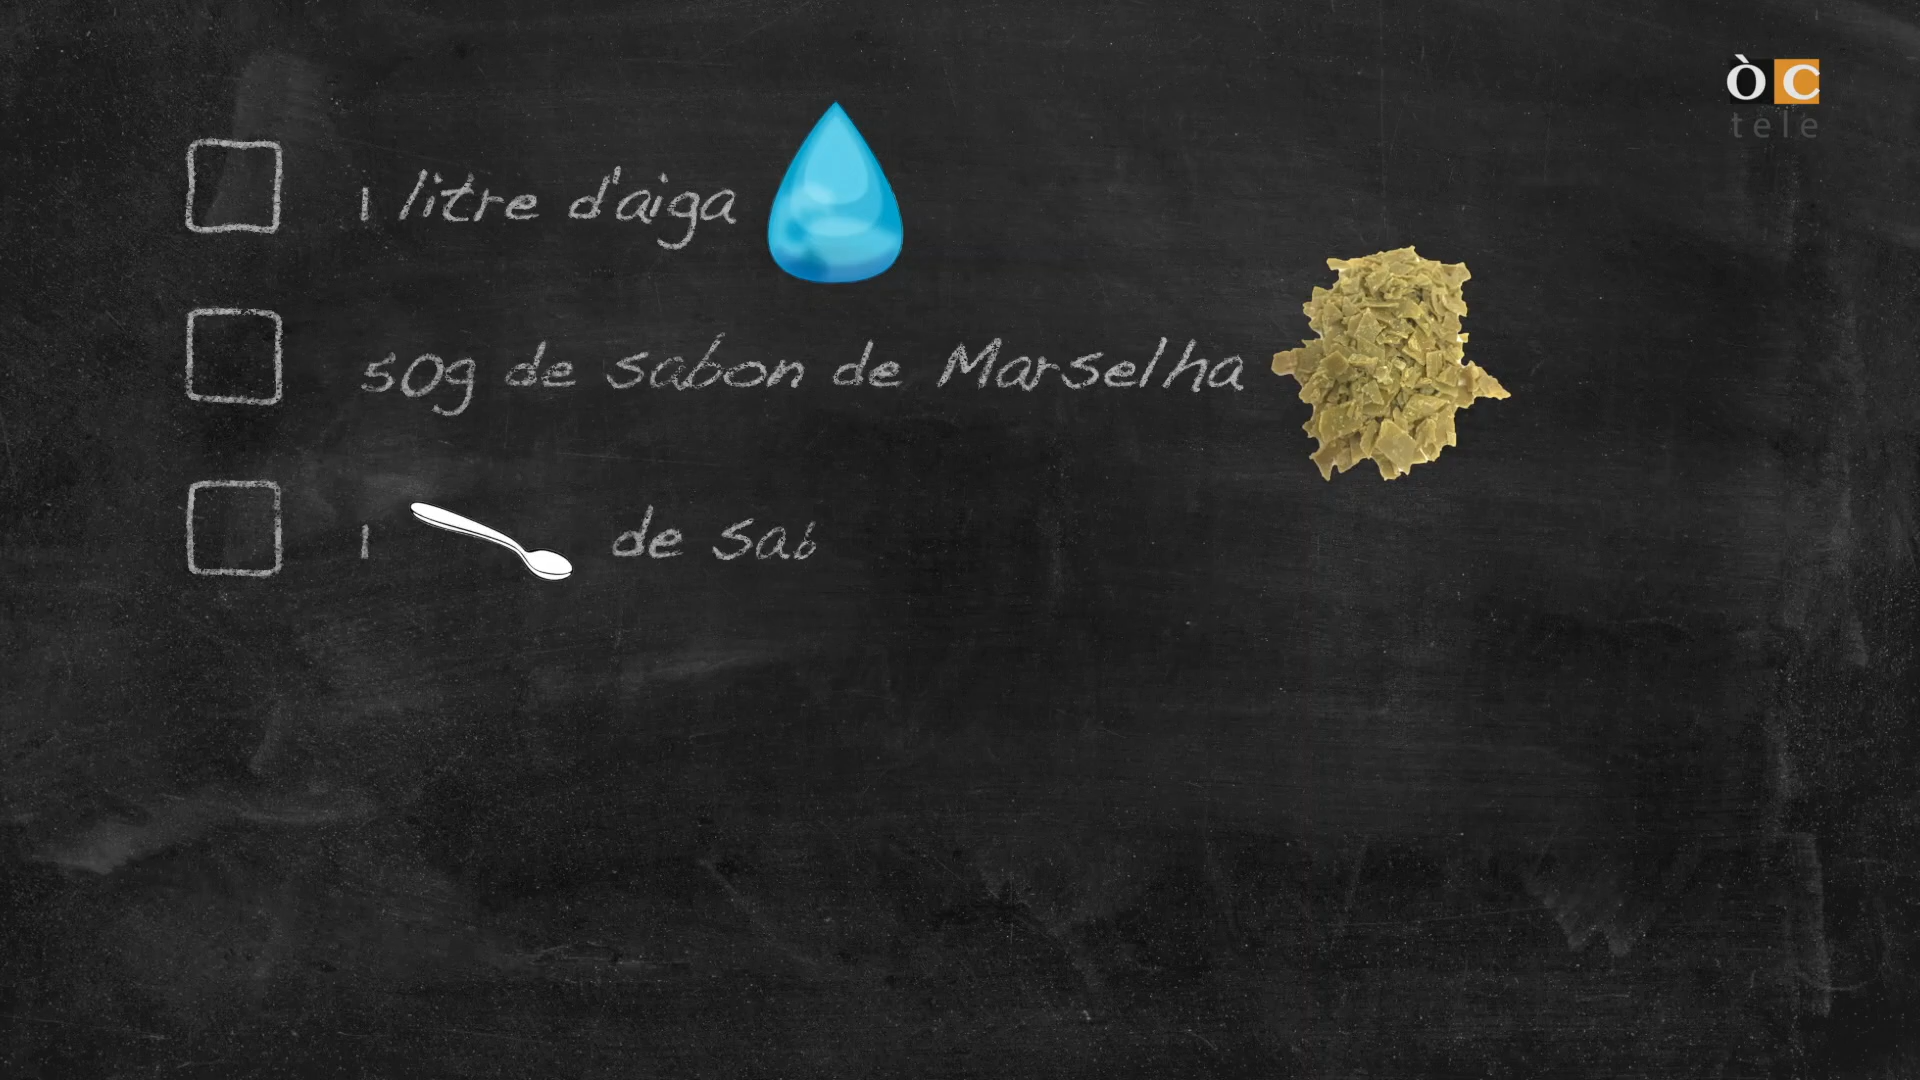 Òc
tele
1 litre d'aiga
50g de sabon de Marselha
1 de sab